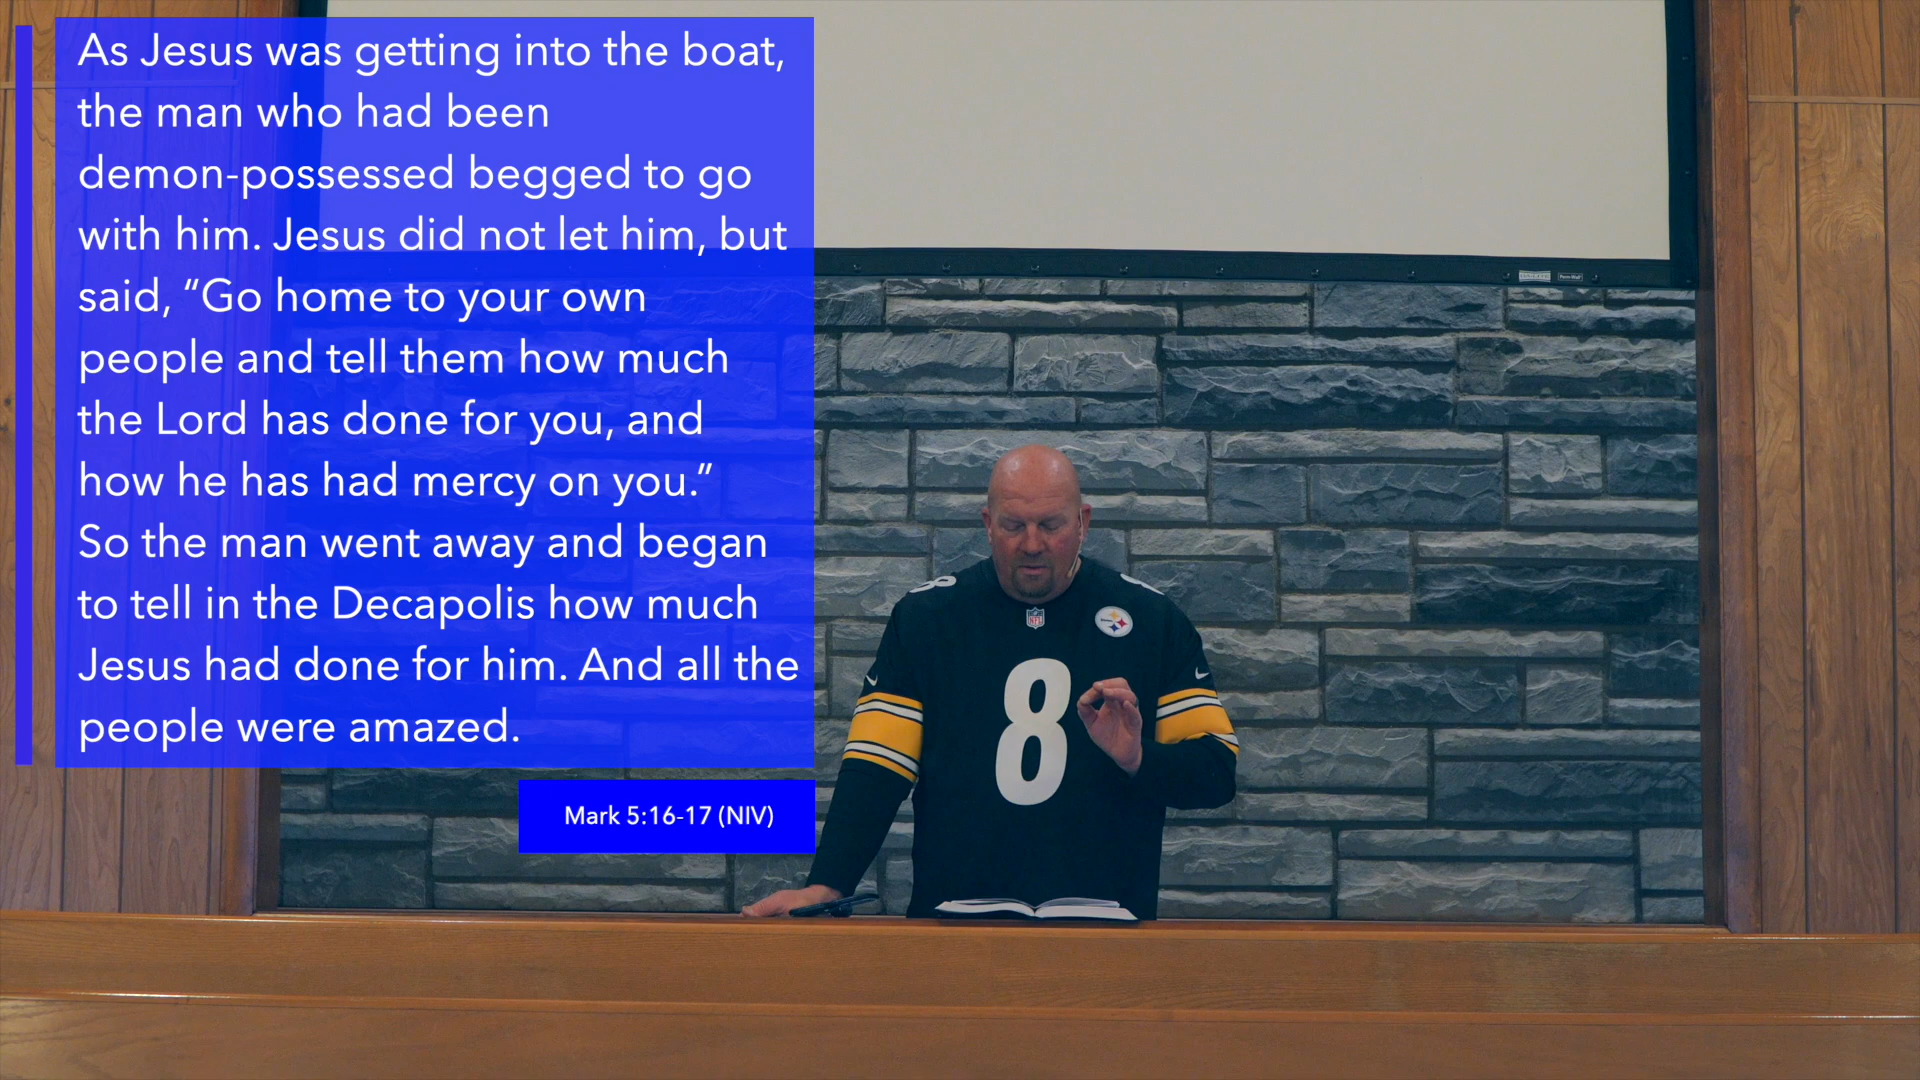 As Jesus was getting into the boat,
the man who had been
demon-possessed begged to go
with him. Jesus did not let him, but
said, “Go home to your own
people and tell them how much
the Lord has done for you, and
how he has had mercy on you.”
So the man went away and began
to tell in the Decapolis how much
Jesus had done for him. And all the
people were amazed.
Mark 5:16-17 (NIV)
8
8
NFL
8